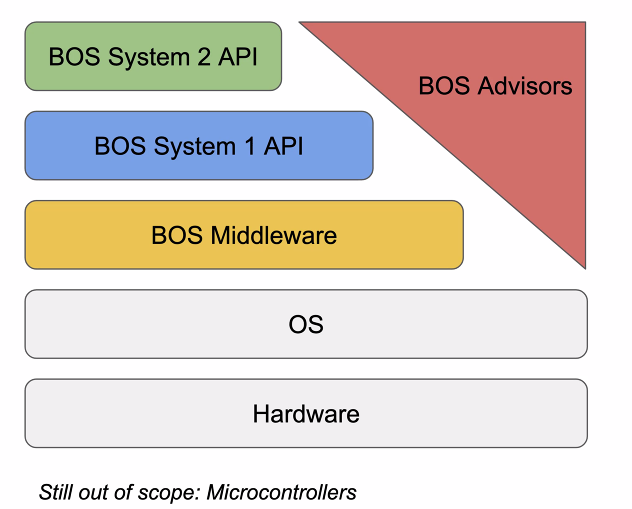 BOS System 2 API
BOS Advisors
BOS System 1 API
BOS Middleware
OS
Hardware
Still out of scope: Microcontrollers